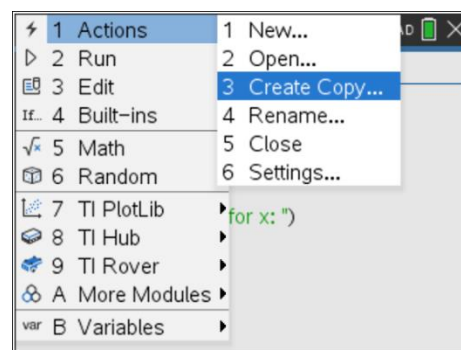 1 Actions
2 Run
3 Edit
If... 4 Built-ins
√x 5 Math
6 Random
7 TI PlotLib
8 TI Hub
9 TI Rover
A More Modules
var B Variables
1 New...
2 Open...
3 Create Copy...
4 Rename...
5 Close
6 Settings...
AD
for x: ")